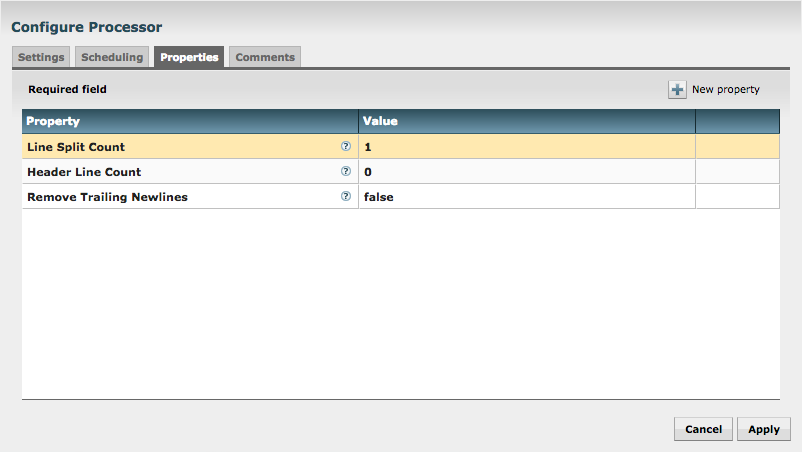 Configure Processor
Settings Scheduling Properties Comments
Required field New property
Property Value
Line Split Count ? 1
Header Line Count ? 0
Remove Trailing Newlines ? false
Cancel Apply